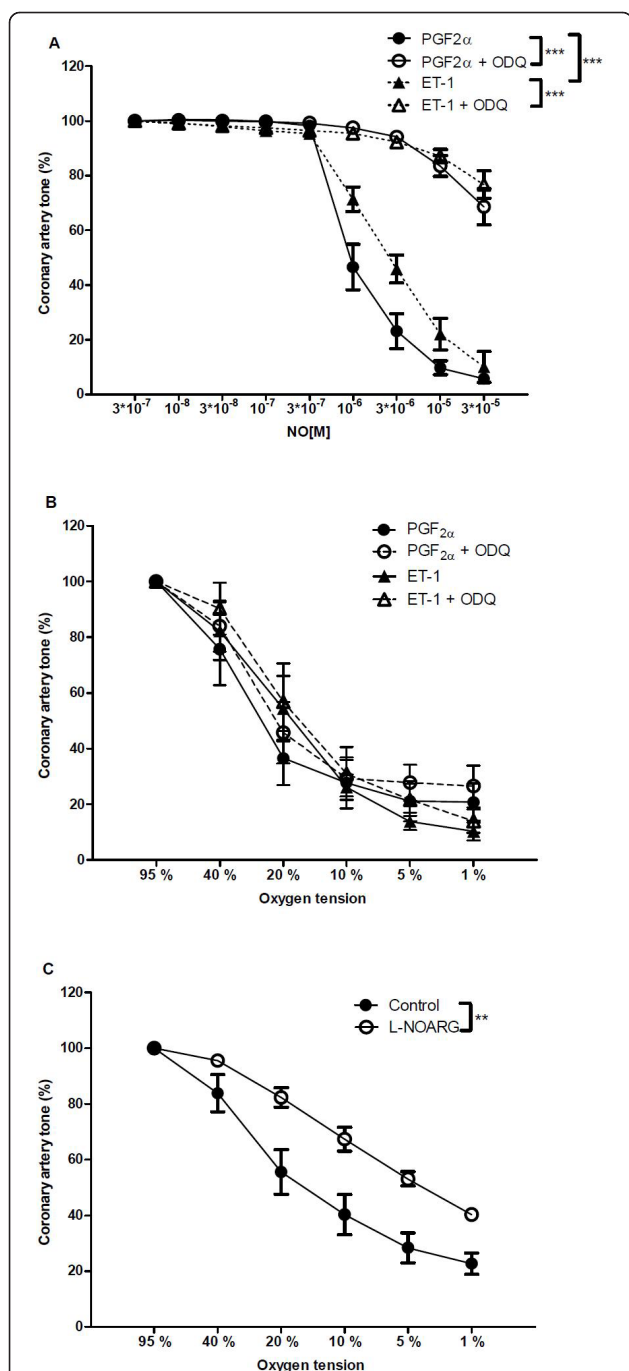 A
PGF2α
PGF2α + ODQ
ET-1
ET-1 + ODQ
***
***
***
120
100
80
60
40
20
0
Coronary artery tone (%)
3*10⁻⁷ 10⁻⁸ 3*10⁻⁸ 10⁻⁷ 3*10⁻⁷ 10⁻⁶ 3*10⁻⁶ 10⁻⁵ 3*10⁻⁵
NO[M]
B
PGF₂α
PGF₂α + ODQ
ET-1
ET-1 + ODQ
120
100
80
60
40
20
0
Coronary artery tone (%)
95 % 40 % 20 % 10 % 5 % 1 %
Oxygen tension
C
Control
L-NOARG
**
120
100
80
60
40
20
0
Coronary artery tone (%)
95 % 40 % 20 % 10 % 5 % 1 %
Oxygen tension